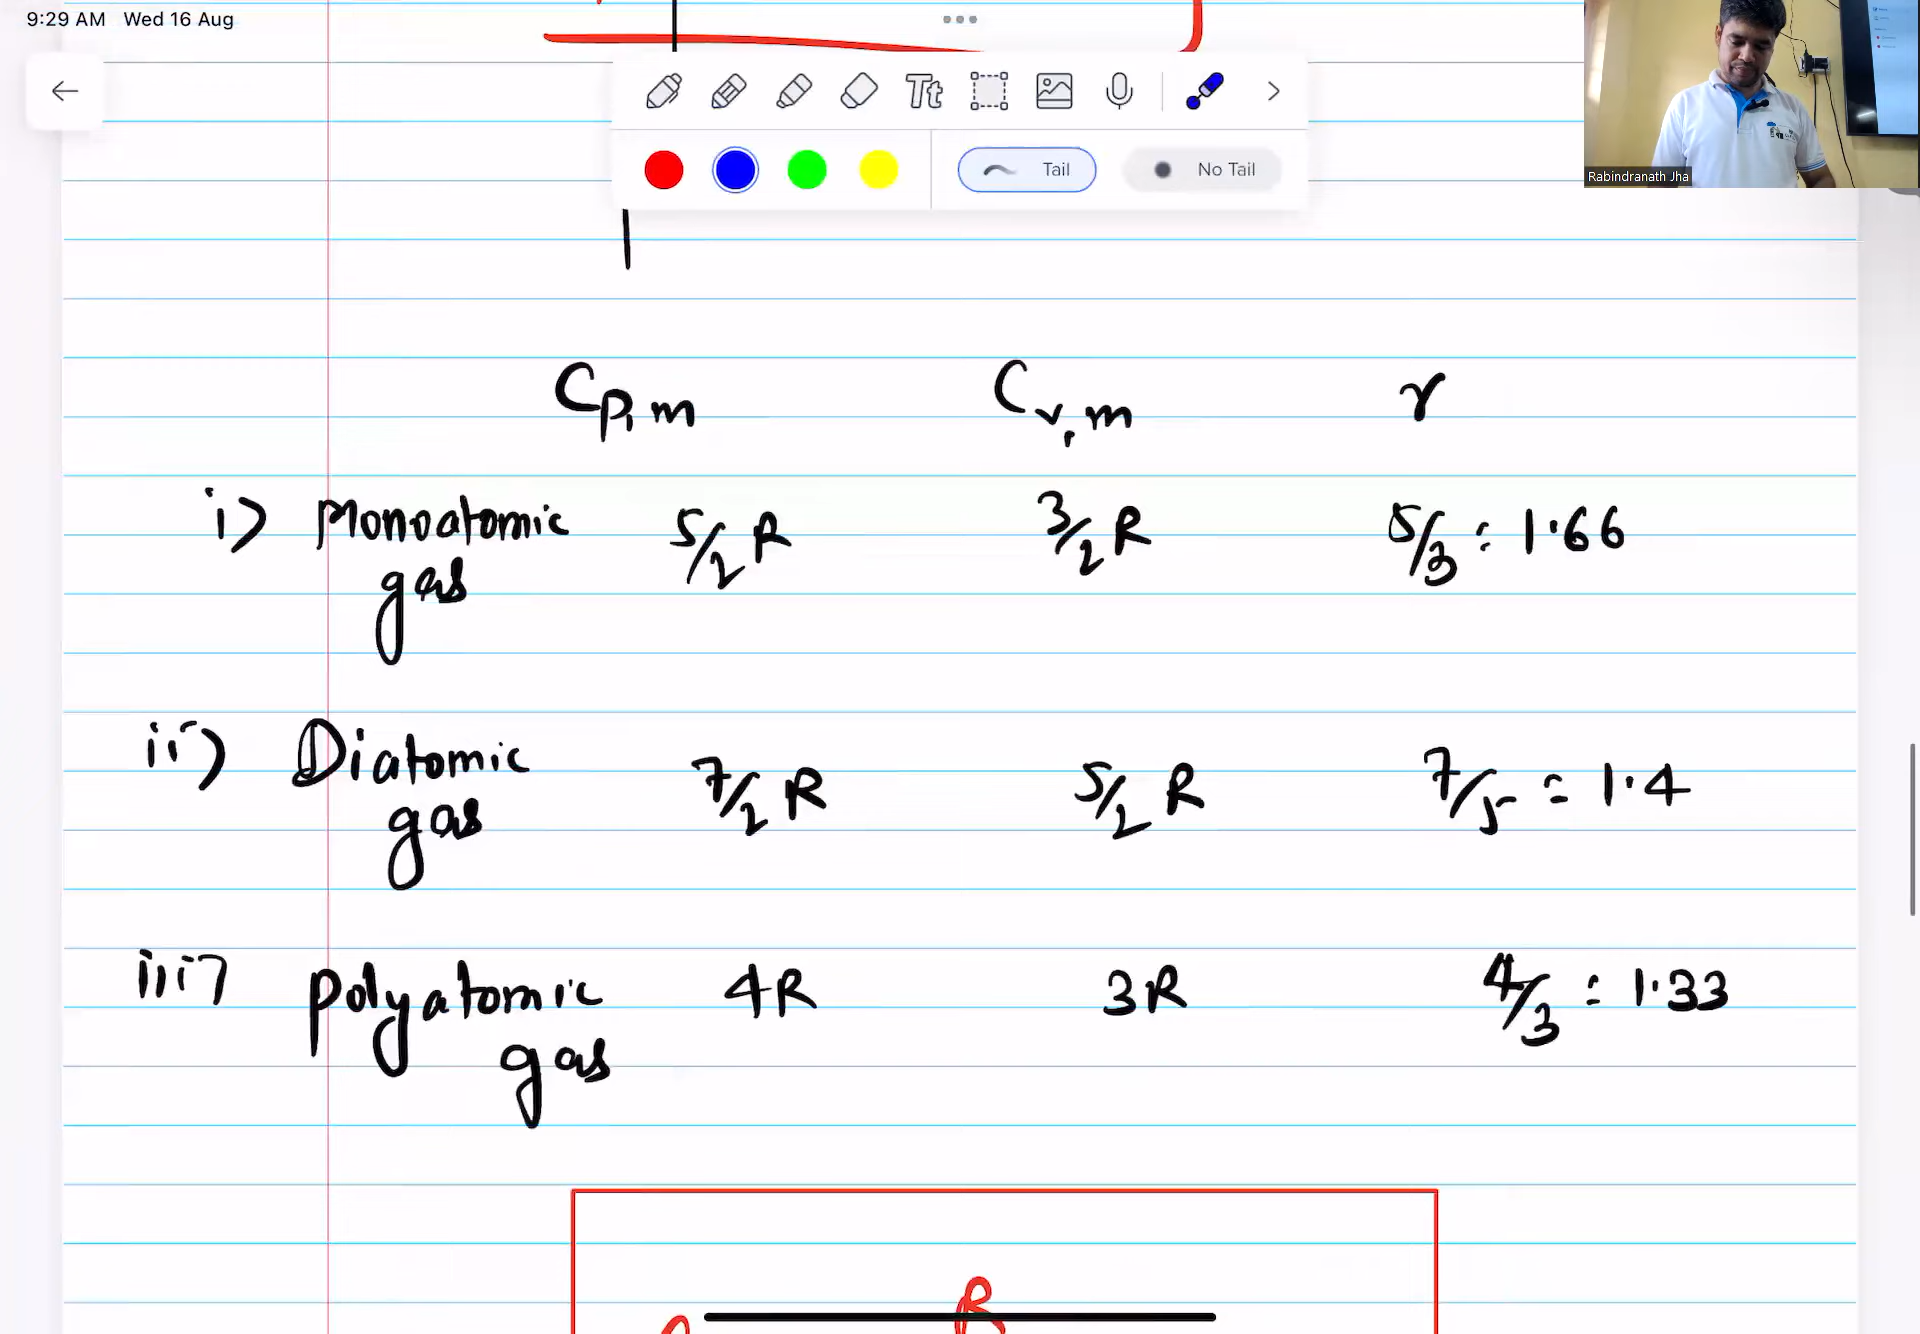 9:29 AM Wed 16 Aug
Tt
Tail
No Tail
Rabindranath Jha
Cp,m Cv,m γ
i) Monoatomic gas 5/2 R 3/2 R 5/3 = 1.66
ii) Diatomic gas 7/2 R 5/2 R 7/5 = 1.4
iii) Polyatomic gas 4R 3R 4/3 = 1.33
R